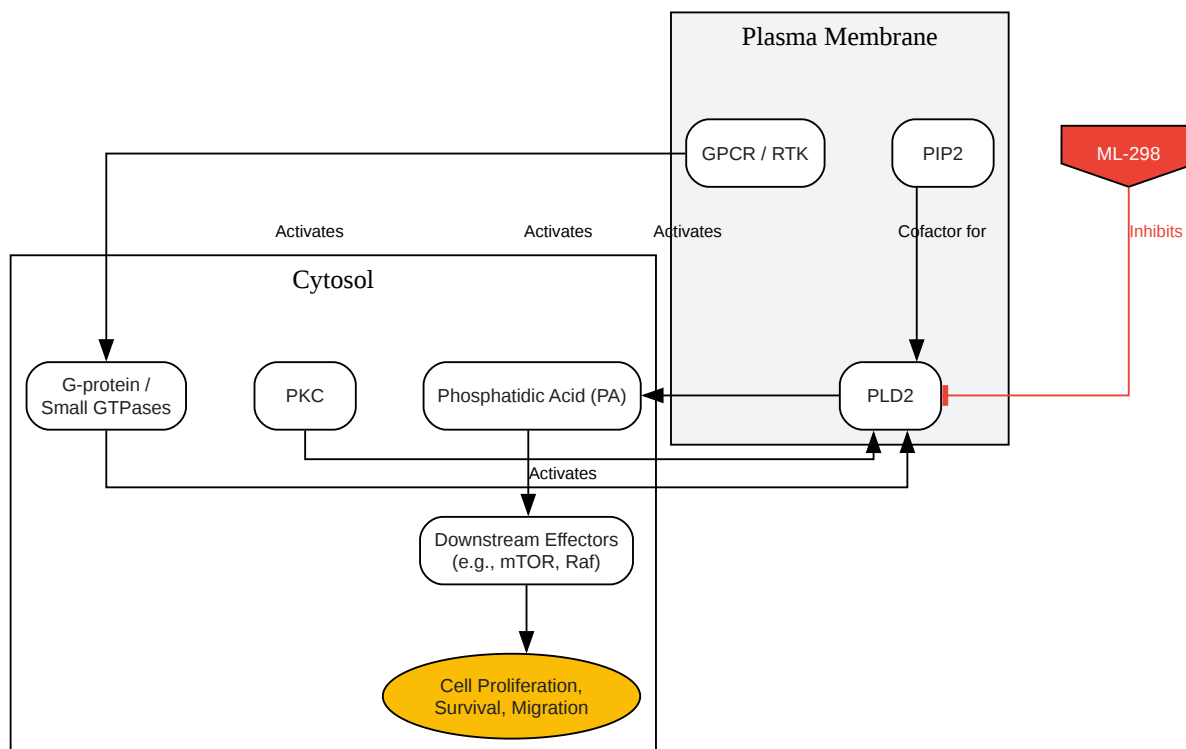 Plasma Membrane
GPCR / RTK
PIP2
ML-298
Activates
Activates
Activates
Cofactor for
Inhibits
Cytosol
G-protein /
Small GTPases
PKC
Phosphatidic Acid (PA)
PLD2
Activates
Downstream Effectors
(e.g., mTOR, Raf)
Cell Proliferation,
Survival, Migration